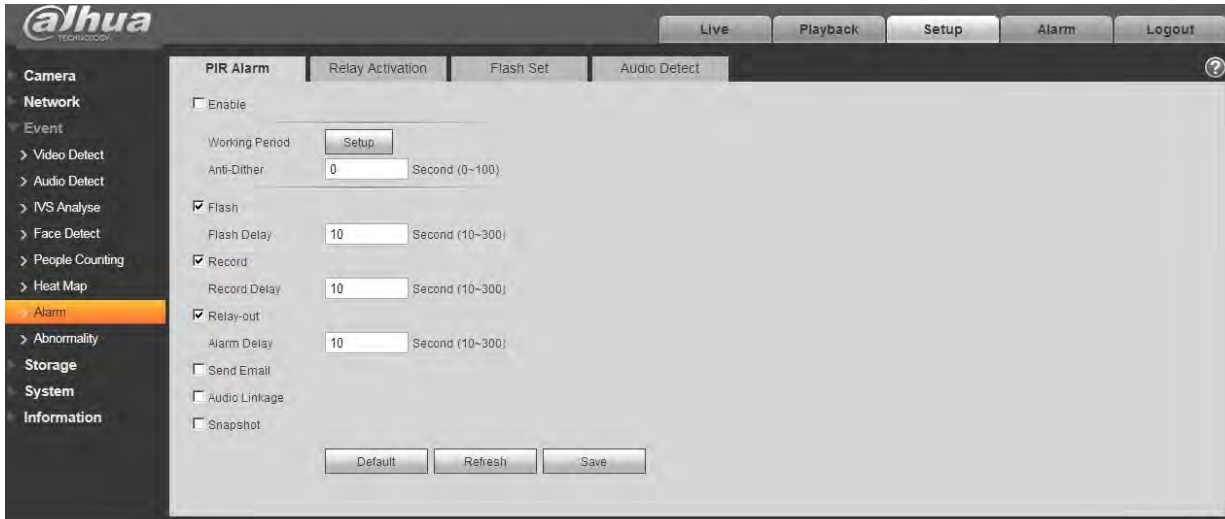 alhua
TECHNOLOGY
Live
Playback
Setup
Alarm
Logout
Camera
Network
Event
> Video Detect
> Audio Detect
> IVS Analyse
> Face Detect
> People Counting
> Heat Map
> Alarm
> Abnormality
Storage
System
Information
PIR Alarm
Relay Activation
Flash Set
Audio Detect
?
Enable
Working Period Setup
Anti-Dither 0 Second (0~100)
Flash
Flash Delay 10 Second (10~300)
Record
Record Delay 10 Second (10~300)
Relay-out
Alarm Delay 10 Second (10~300)
Send Email
Audio Linkage
Snapshot
Default
Refresh
Save